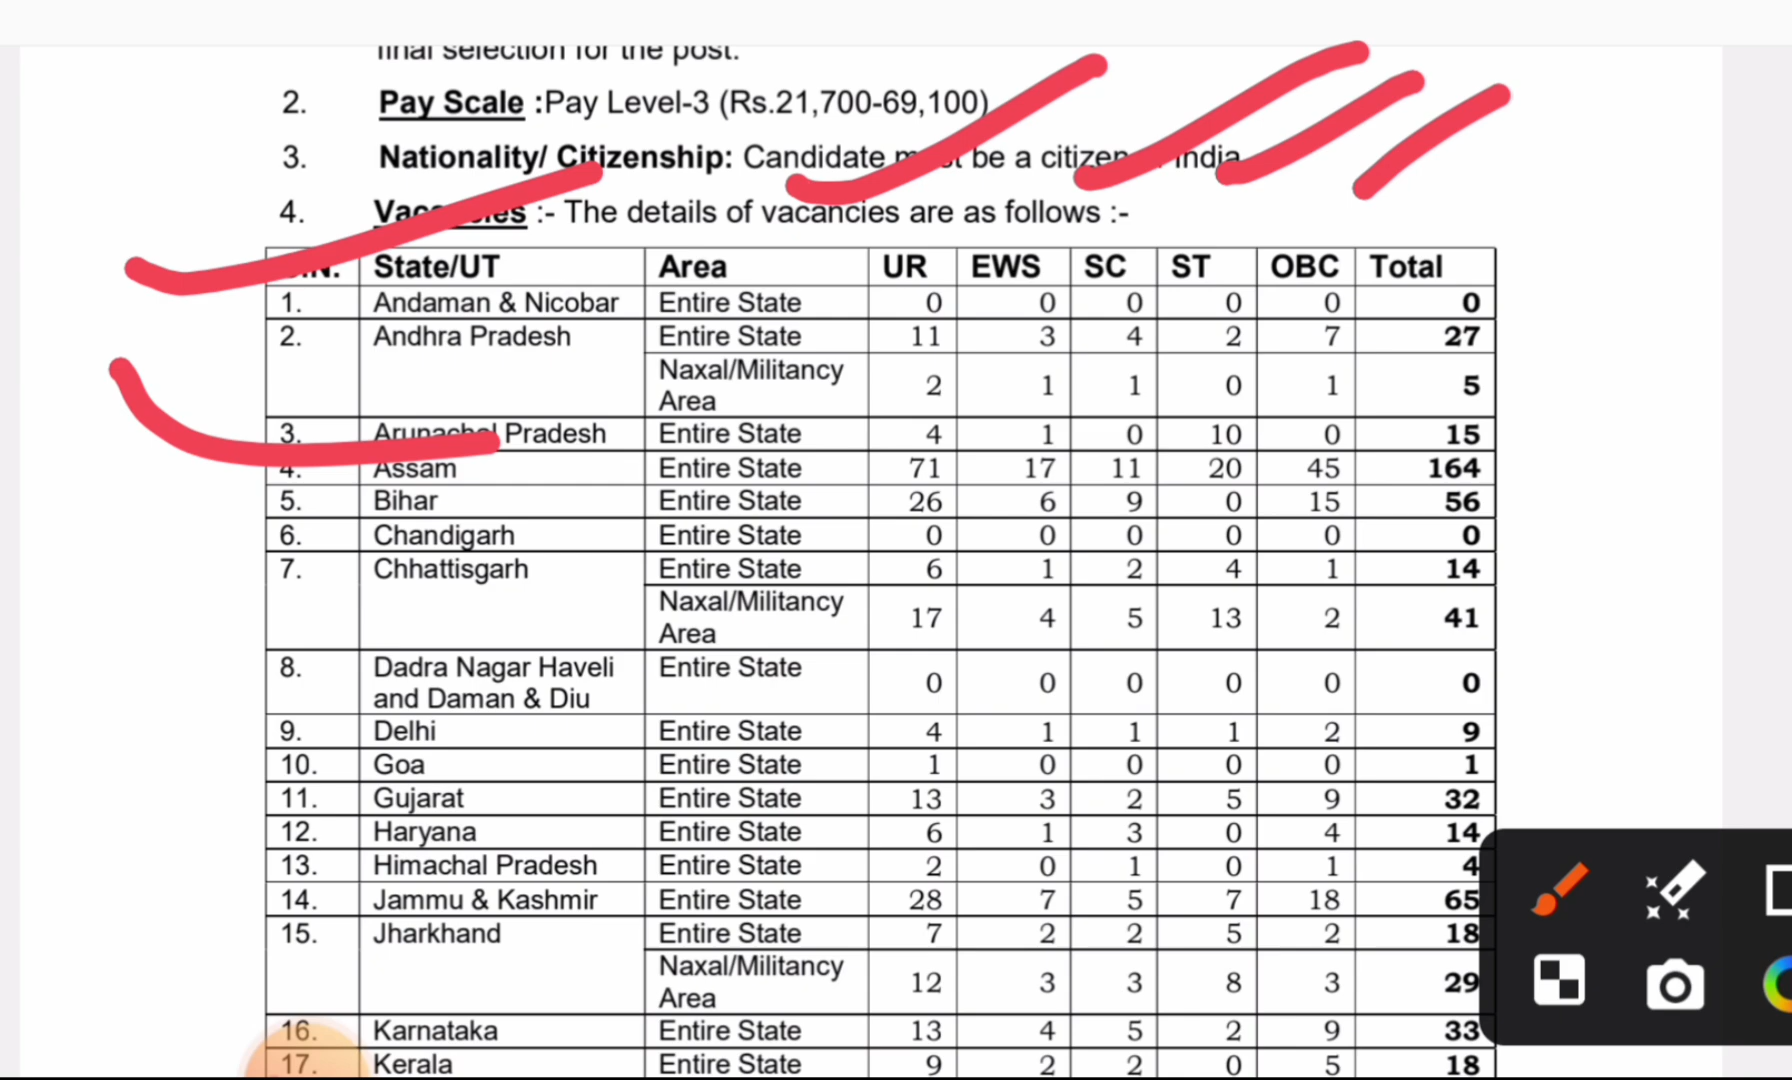 final selection for the post.
2. Pay Scale :Pay Level-3 (Rs.21,700-69,100)
3. Nationality/ Citizenship: Candidate must be a citizen India
4. Vacancies :- The details of vacancies are as follows :-
State/UT Area UR EWS SC ST OBC Total
1. Andaman & Nicobar Entire State 0 0 0 0 0 0
2. Andhra Pradesh Entire State 11 3 4 2 7 27
Naxal/Militancy
Area 2 1 1 0 1 5
3. Arunachal Pradesh Entire State 4 1 0 10 0 15
4. Assam Entire State 71 17 11 20 45 164
5. Bihar Entire State 26 6 9 0 15 56
6. Chandigarh Entire State 0 0 0 0 0 0
7. Chhattisgarh Entire State 6 1 2 4 1 14
Naxal/Militancy
Area 17 4 5 13 2 41
8. Dadra Nagar Haveli Entire State
and Daman & Diu 0 0 0 0 0 0
9. Delhi Entire State 4 1 1 1 2 9
10. Goa Entire State 1 0 0 0 0 1
11. Gujarat Entire State 13 3 2 5 9 32
12. Haryana Entire State 6 1 3 0 4 14
13. Himachal Pradesh Entire State 2 0 1 0 1 4
14. Jammu & Kashmir Entire State 28 7 5 7 18 65
15. Jharkhand Entire State 7 2 2 5 2 18
Naxal/Militancy
Area 12 3 3 8 3 29
16. Karnataka Entire State 13 4 5 2 9 33
17. Kerala Entire State 9 2 2 0 5 18